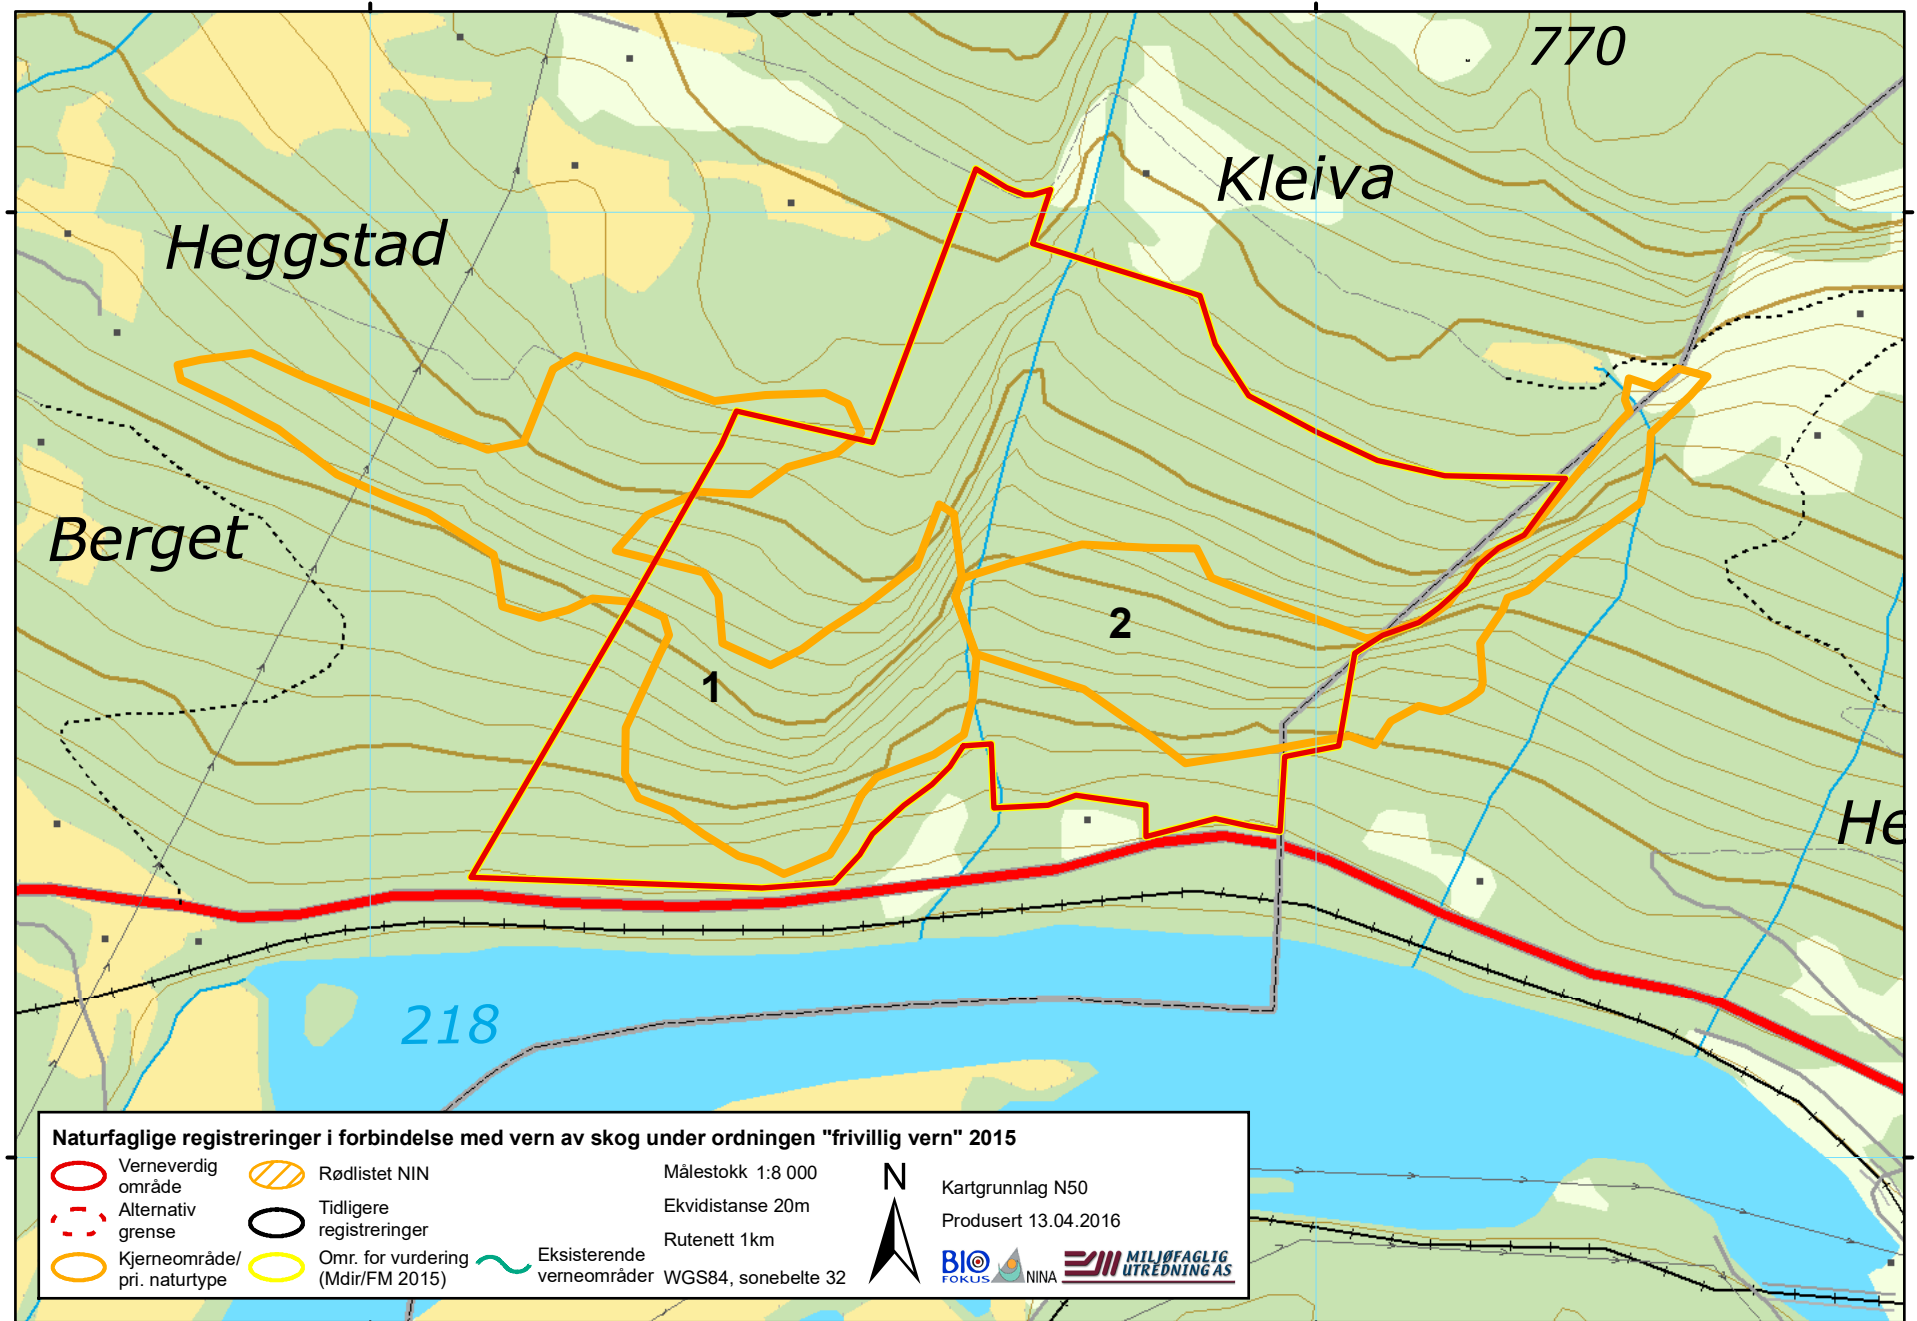 770
Kleiva
Heggstad
Berget
1
2
218
Naturfaglige registreringer i forbindelse med vern av skog under ordningen "frivillig vern" 2015
Verneverdig
område
Alternativ
grense
Kjerneområde/
pri. naturtype
Rødlistet NIN
Tidligere
registreringer
Omr. for vurdering
(Mdir/FM 2015)
Eksisterende
verneområder
Målestokk 1:8 000
Ekvidistanse 20m
Rutenett 1km
WGS84, sonebelte 32
N
Kartgrunnlag N50
Produsert 13.04.2016
BIO
FOKUS
NINA
MILJØFAGLIG
UTREDNING AS